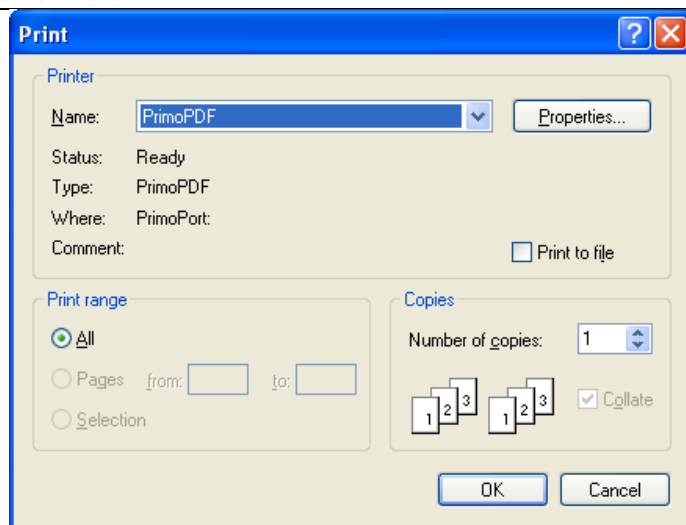 Print
Printer
Name: PrimoPDF Properties...
Status: Ready
Type: PrimoPDF
Where: PrimoPort:
Comment:
Print to file
Print range
All
Pages from: to:
Selection
Copies
Number of copies: 1
1 2 3 1 2 3 Collate
OK Cancel